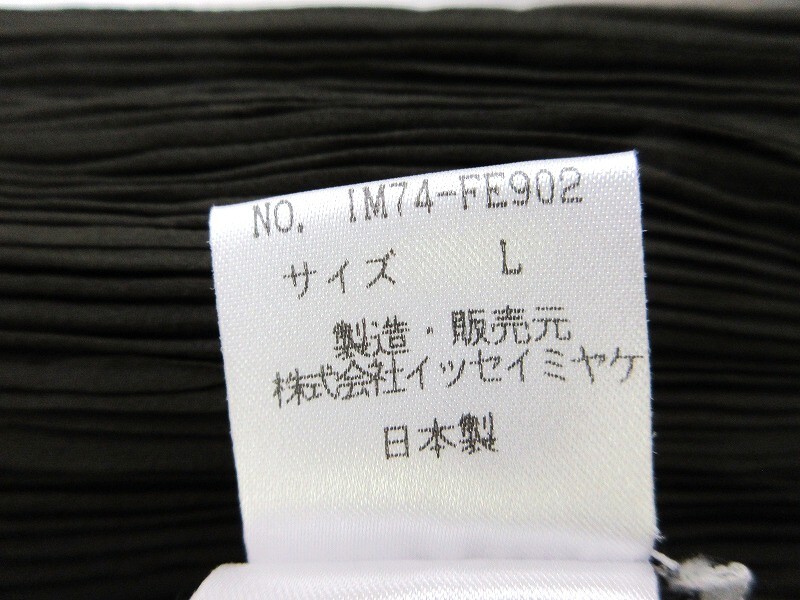 NO. IM74-FE902
サイズ L
製造・販売元
株式会社イッセイミヤケ
日本製